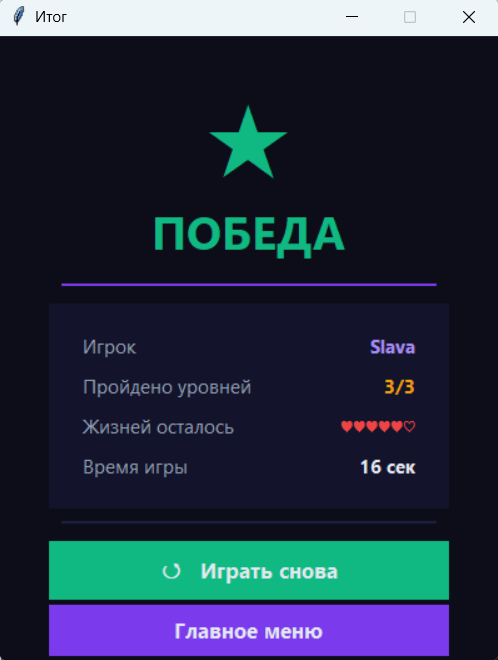 Итог
ПОБЕДА
Игрок Slava
Пройдено уровней 3/3
Жизней осталось ♥♥♥♥♥♡
Время игры 16 сек
Играть снова
Главное меню